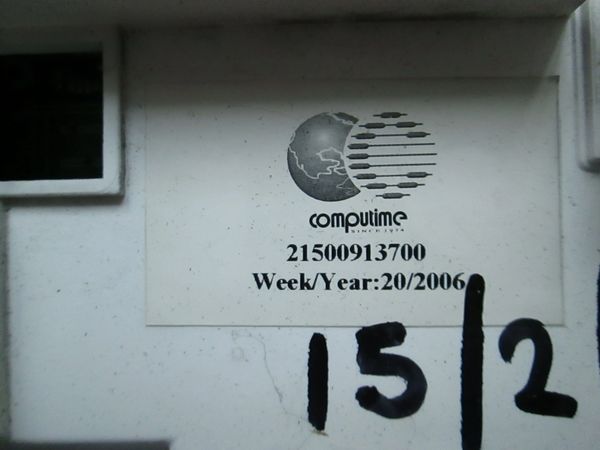 computime
SINCE 1974
21500913700
Week/Year:20/2006
15/2